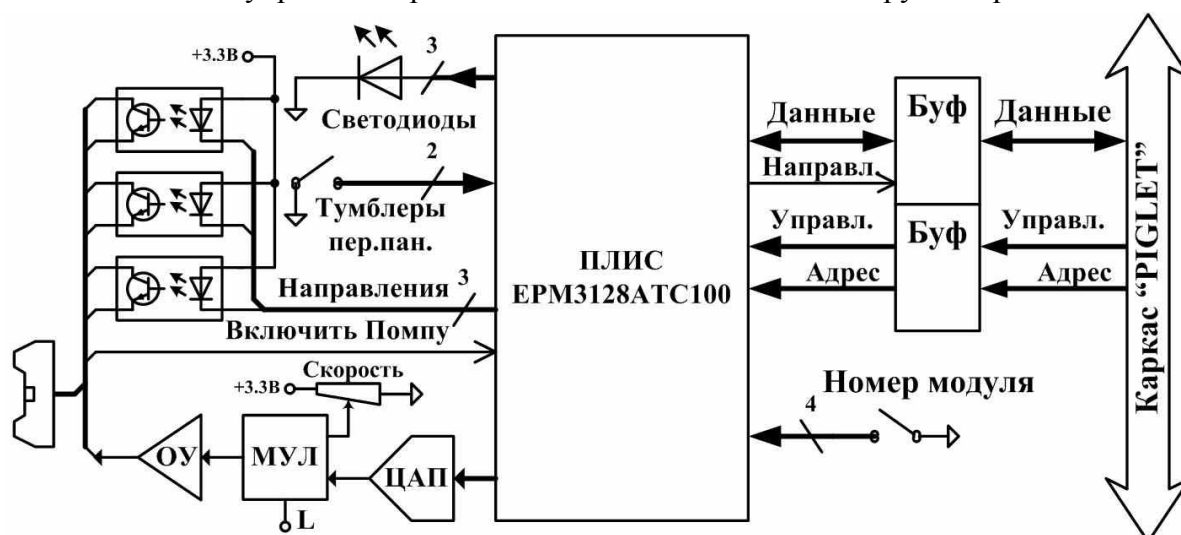 +3.3В
3
Светодиоды
2
Тумблеры
пер.пан.
Направления
3
Включить Помпу
Скорость
+3.3В
ОУ
МУЛ
L
ЦАП
ПЛИС
EPM3128ATC100
Данные
Буф
Данные
Направл.
Управл.
Буф
Управл.
Адрес
Адрес
Номер модуля
4
Каркас “PIGLET”